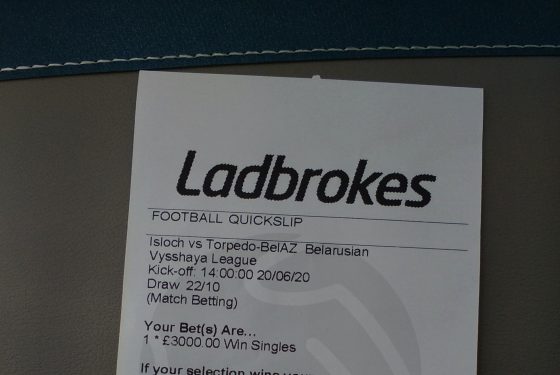 Ladbrokes
FOOTBALL QUICKSLIP
Isloch vs Torpedo-BelAZ Belarusian
Vysshaya League
Kick-off: 14:00:00 20/06/20
Draw 22/10
(Match Betting)
Your Bet(s) Are...
1 * £3000.00 Win Singles
If your selection wins your